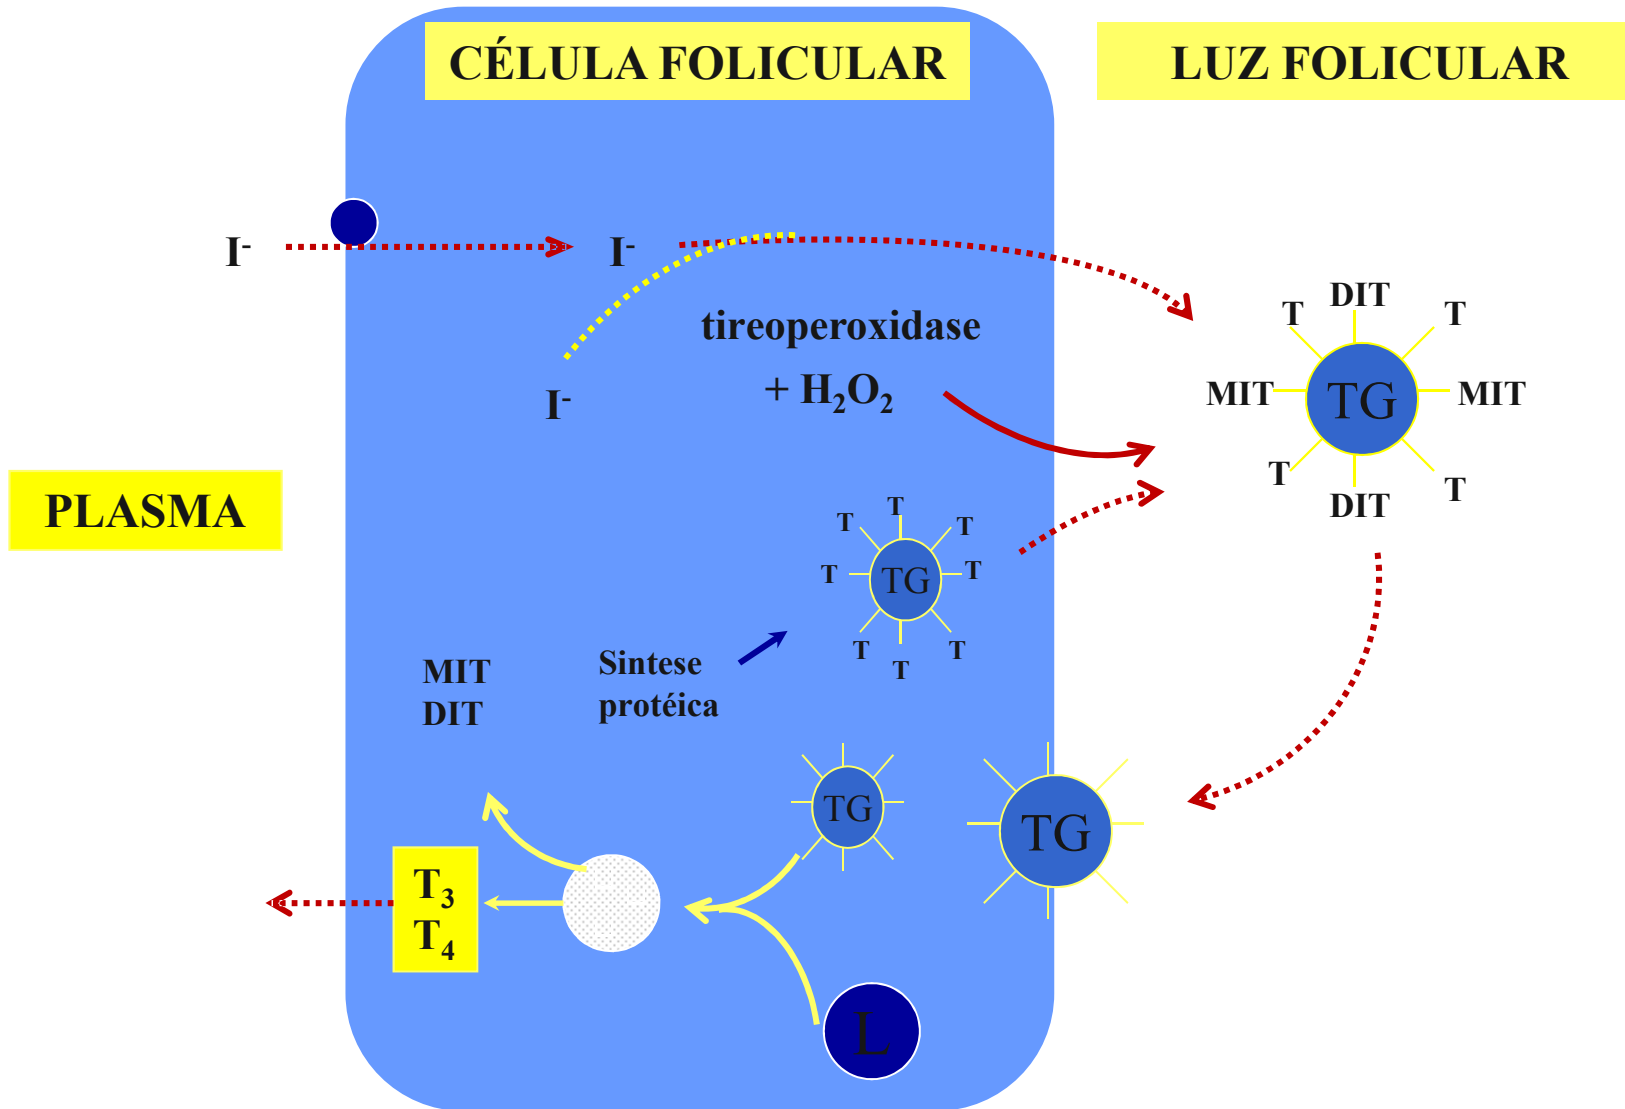 CÉLULA FOLICULAR
LUZ FOLICULAR
I-
I-
tireoperoxidase
+ H2O2
I-
T
DIT
T
MIT
TG
MIT
T
DIT
T
PLASMA
T
T
T
T
TG
T
T
T
T
Sintese
protéica
MIT
DIT
TG
TG
T3
T4
L